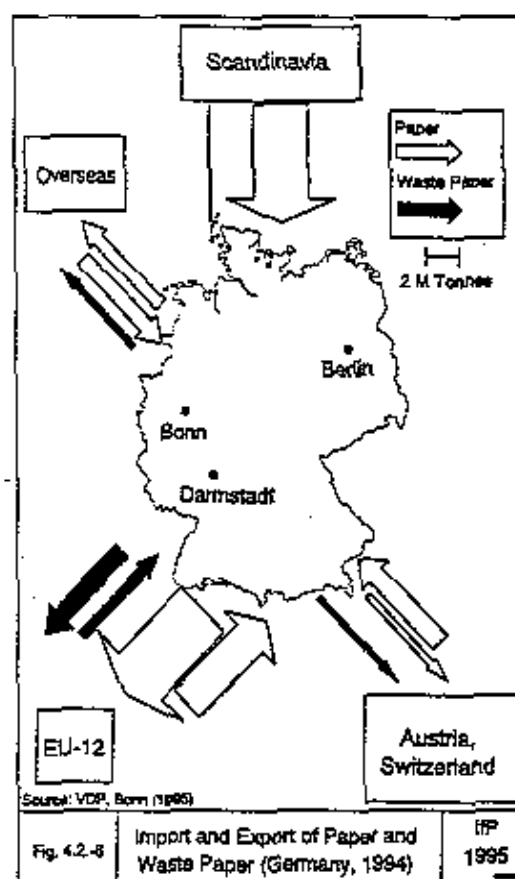 Scandinavia
Overseas
Paper
Waste Paper
2 M Tonnes
Berlin
Bonn
Darmstadt
EU-12
Austria,
Switzerland
Source: VDP, Bonn (1995)
Fig. 4.2.-6
Import and Export of Paper and
Waste Paper (Germany, 1994)
IfP
1995